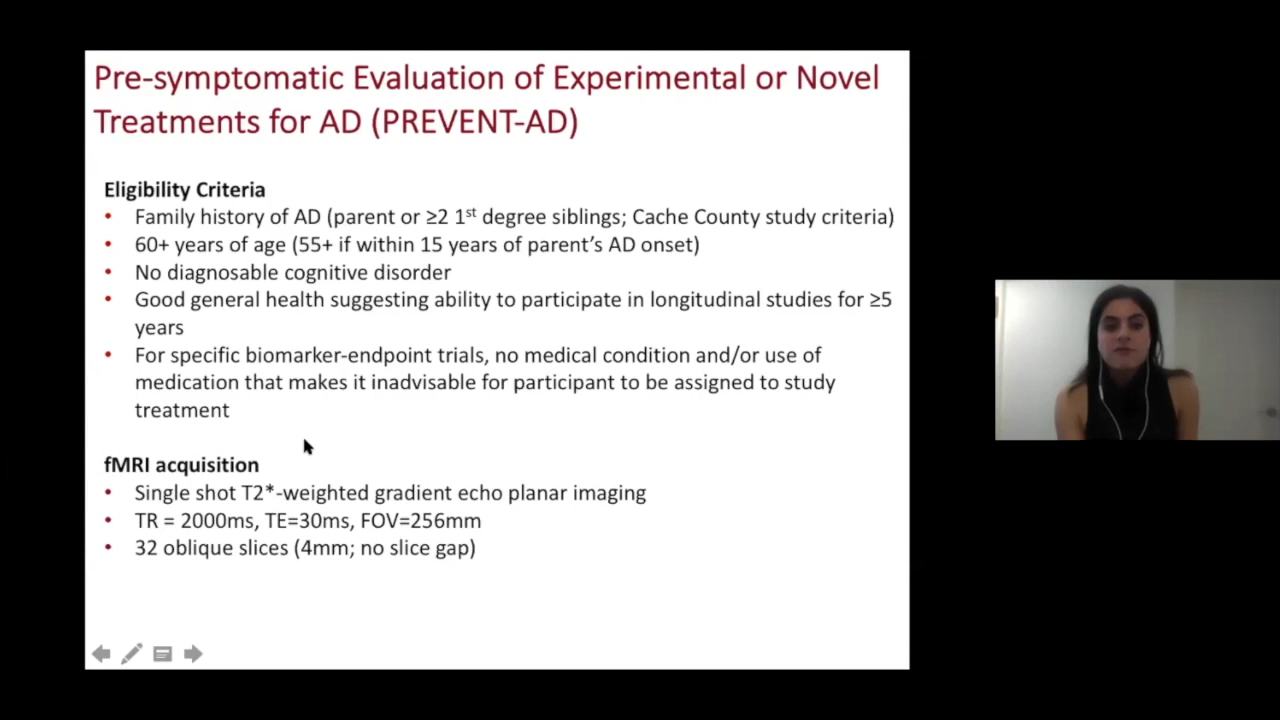 Pre-symptomatic Evaluation of Experimental or Novel
Treatments for AD (PREVENT-AD)
Eligibility Criteria
• Family history of AD (parent or ≥2 1st degree siblings; Cache County study criteria)
• 60+ years of age (55+ if within 15 years of parent’s AD onset)
• No diagnosable cognitive disorder
• Good general health suggesting ability to participate in longitudinal studies for ≥5
years
• For specific biomarker-endpoint trials, no medical condition and/or use of
medication that makes it inadvisable for participant to be assigned to study
treatment
fMRI acquisition
• Single shot T2*-weighted gradient echo planar imaging
• TR = 2000ms, TE=30ms, FOV=256mm
• 32 oblique slices (4mm; no slice gap)